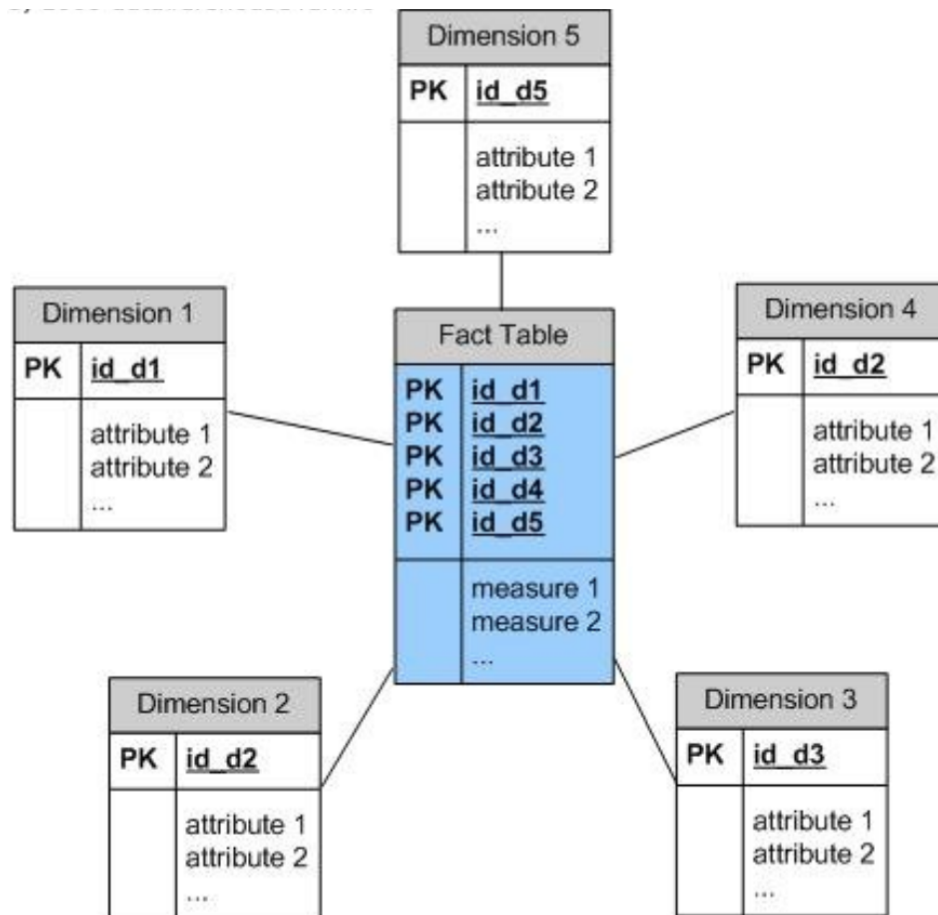 Dimension 5
PK id_d5
attribute 1
attribute 2
...
Dimension 1
PK id_d1
attribute 1
attribute 2
...
Fact Table
PK id_d1
PK id_d2
PK id_d3
PK id_d4
PK id_d5
measure 1
measure 2
...
Dimension 4
PK id_d2
attribute 1
attribute 2
...
Dimension 2
PK id_d2
attribute 1
attribute 2
...
Dimension 3
PK id_d3
attribute 1
attribute 2
...